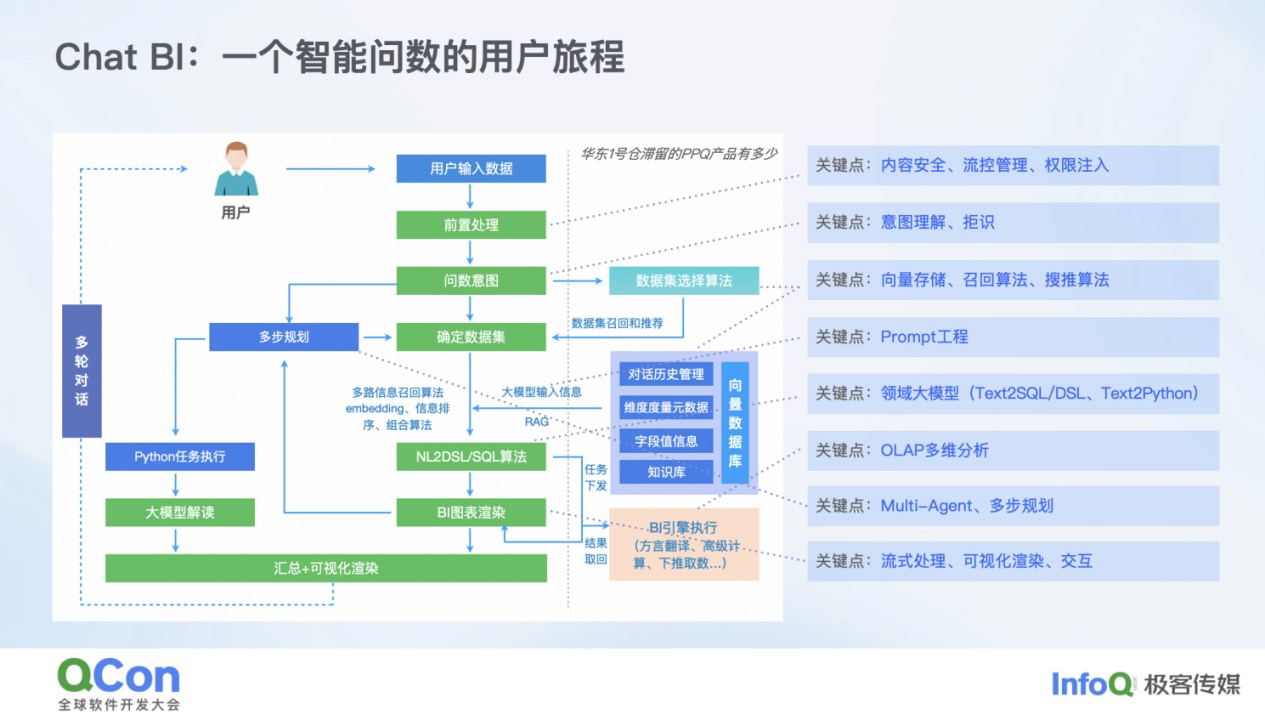 Chat BI：一个智能问数的用户旅程
华东1号仓滞留的PPQ产品有多少
用户
用户输入数据
前置处理
问数意图
数据集选择算法
数据集召回和推荐
多步规划
确定数据集
多轮对话
多路信息召回算法
embedding、信息排
序、组合算法
大模型输入信息
RAG
对话历史管理
维度度量元数据
字段值信息
知识库
向量数据库
Python任务执行
NL2DSL/SQL算法
任务
下发
大模型解读
BI图表渲染
结果
取回
BI引擎执行
（方言翻译、高级计
算、下推取数...）
汇总+可视化渲染
关键点：内容安全、流控管理、权限注入
关键点：意图理解、拒识
关键点：向量存储、召回算法、搜推算法
关键点：Prompt工程
关键点：领域大模型（Text2SQL/DSL、Text2Python）
关键点：OLAP多维分析
关键点：Multi-Agent、多步规划
关键点：流式处理、可视化渲染、交互
QCon
全球软件开发大会
InfoQ 极客传媒